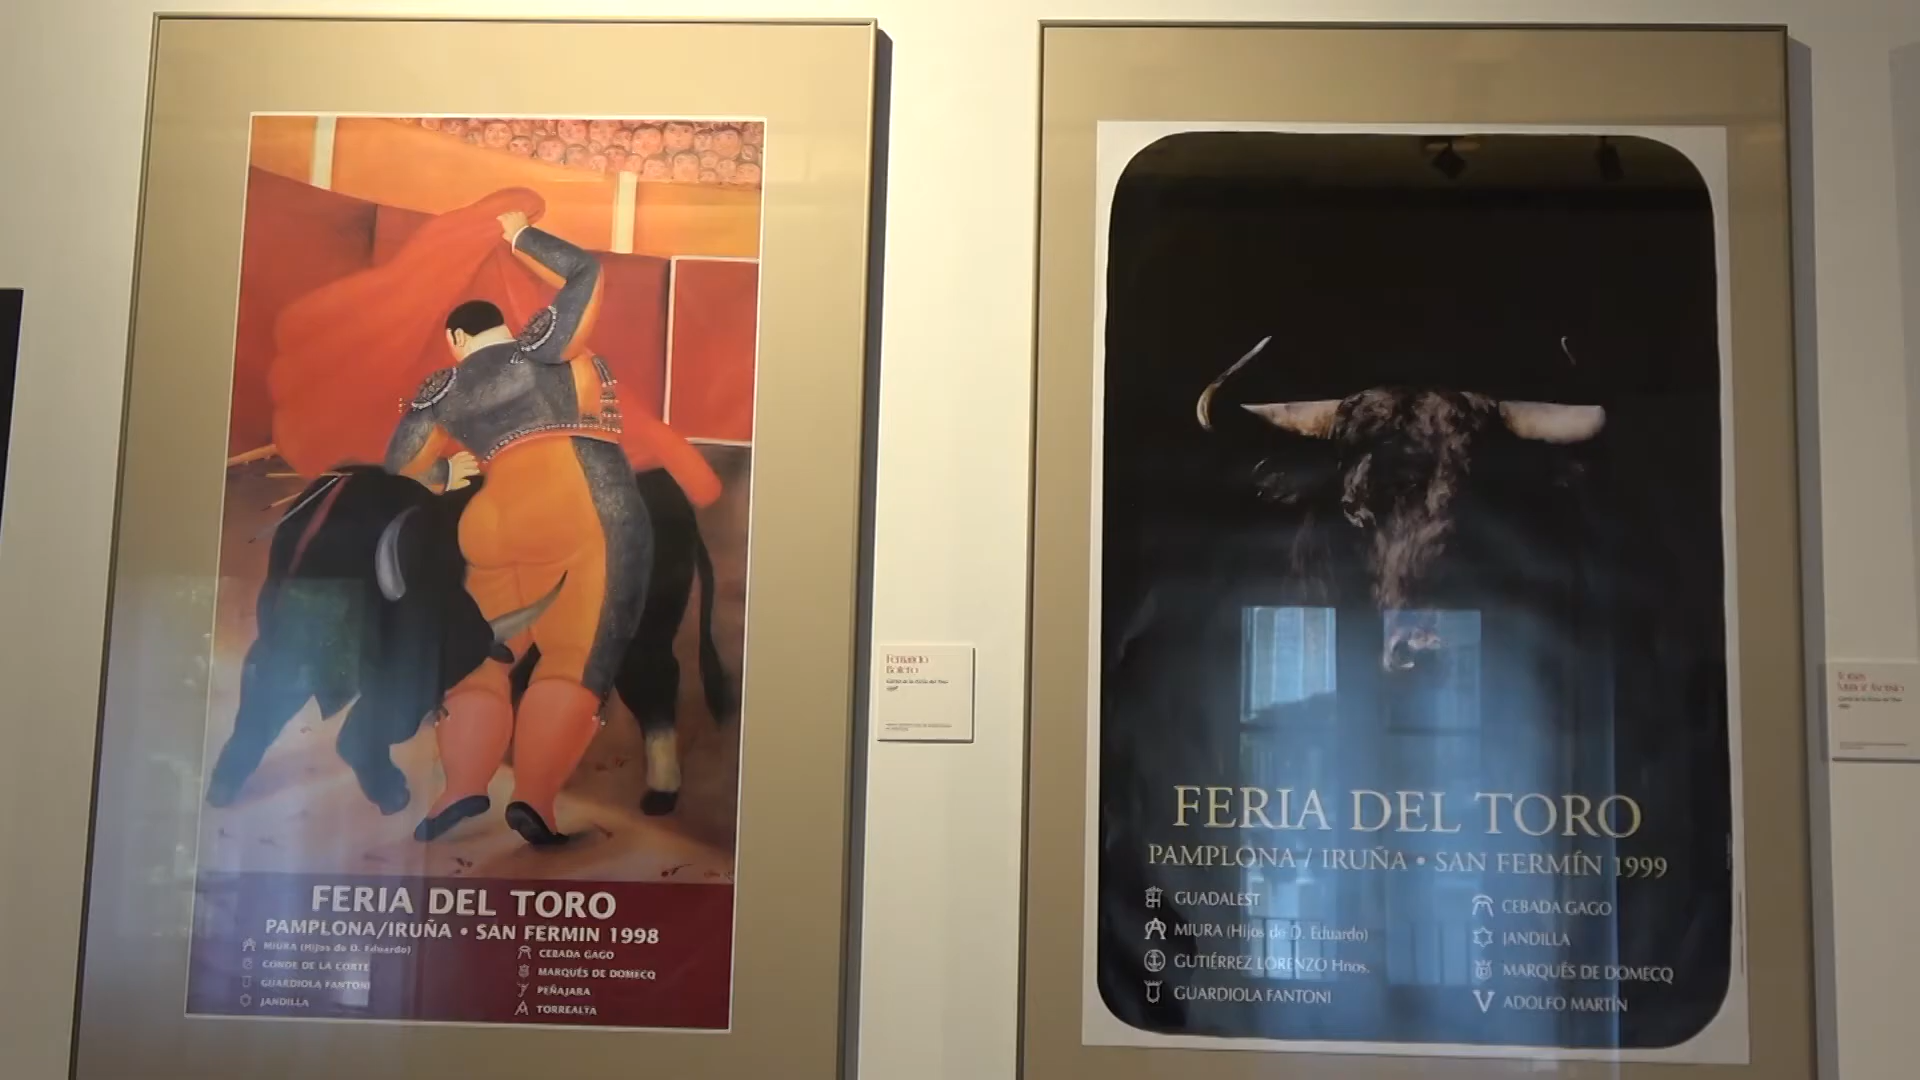 FERIA DEL TORO
PAMPLONA/IRUÑA • SAN FERMIN 1998
MIURA (Hijos de D. Eduardo)
CONDE DE LA CORTE
GUARDIOLA FANTONI
JANDILLA
CEBADA GAGO
MARQUÉS DE DOMECQ
PEÑAJARA
TORREALTA
Fernando
Botero
FERIA DEL TORO
PAMPLONA / IRUÑA • SAN FERMÍN 1999
GUADALEST
MIURA (Hijos de D. Eduardo)
GUTIÉRREZ LORENZO Hnos.
GUARDIOLA FANTONI
CEBADA GAGO
JANDILLA
MARQUÉS DE DOMECQ
ADOLFO MARTÍN